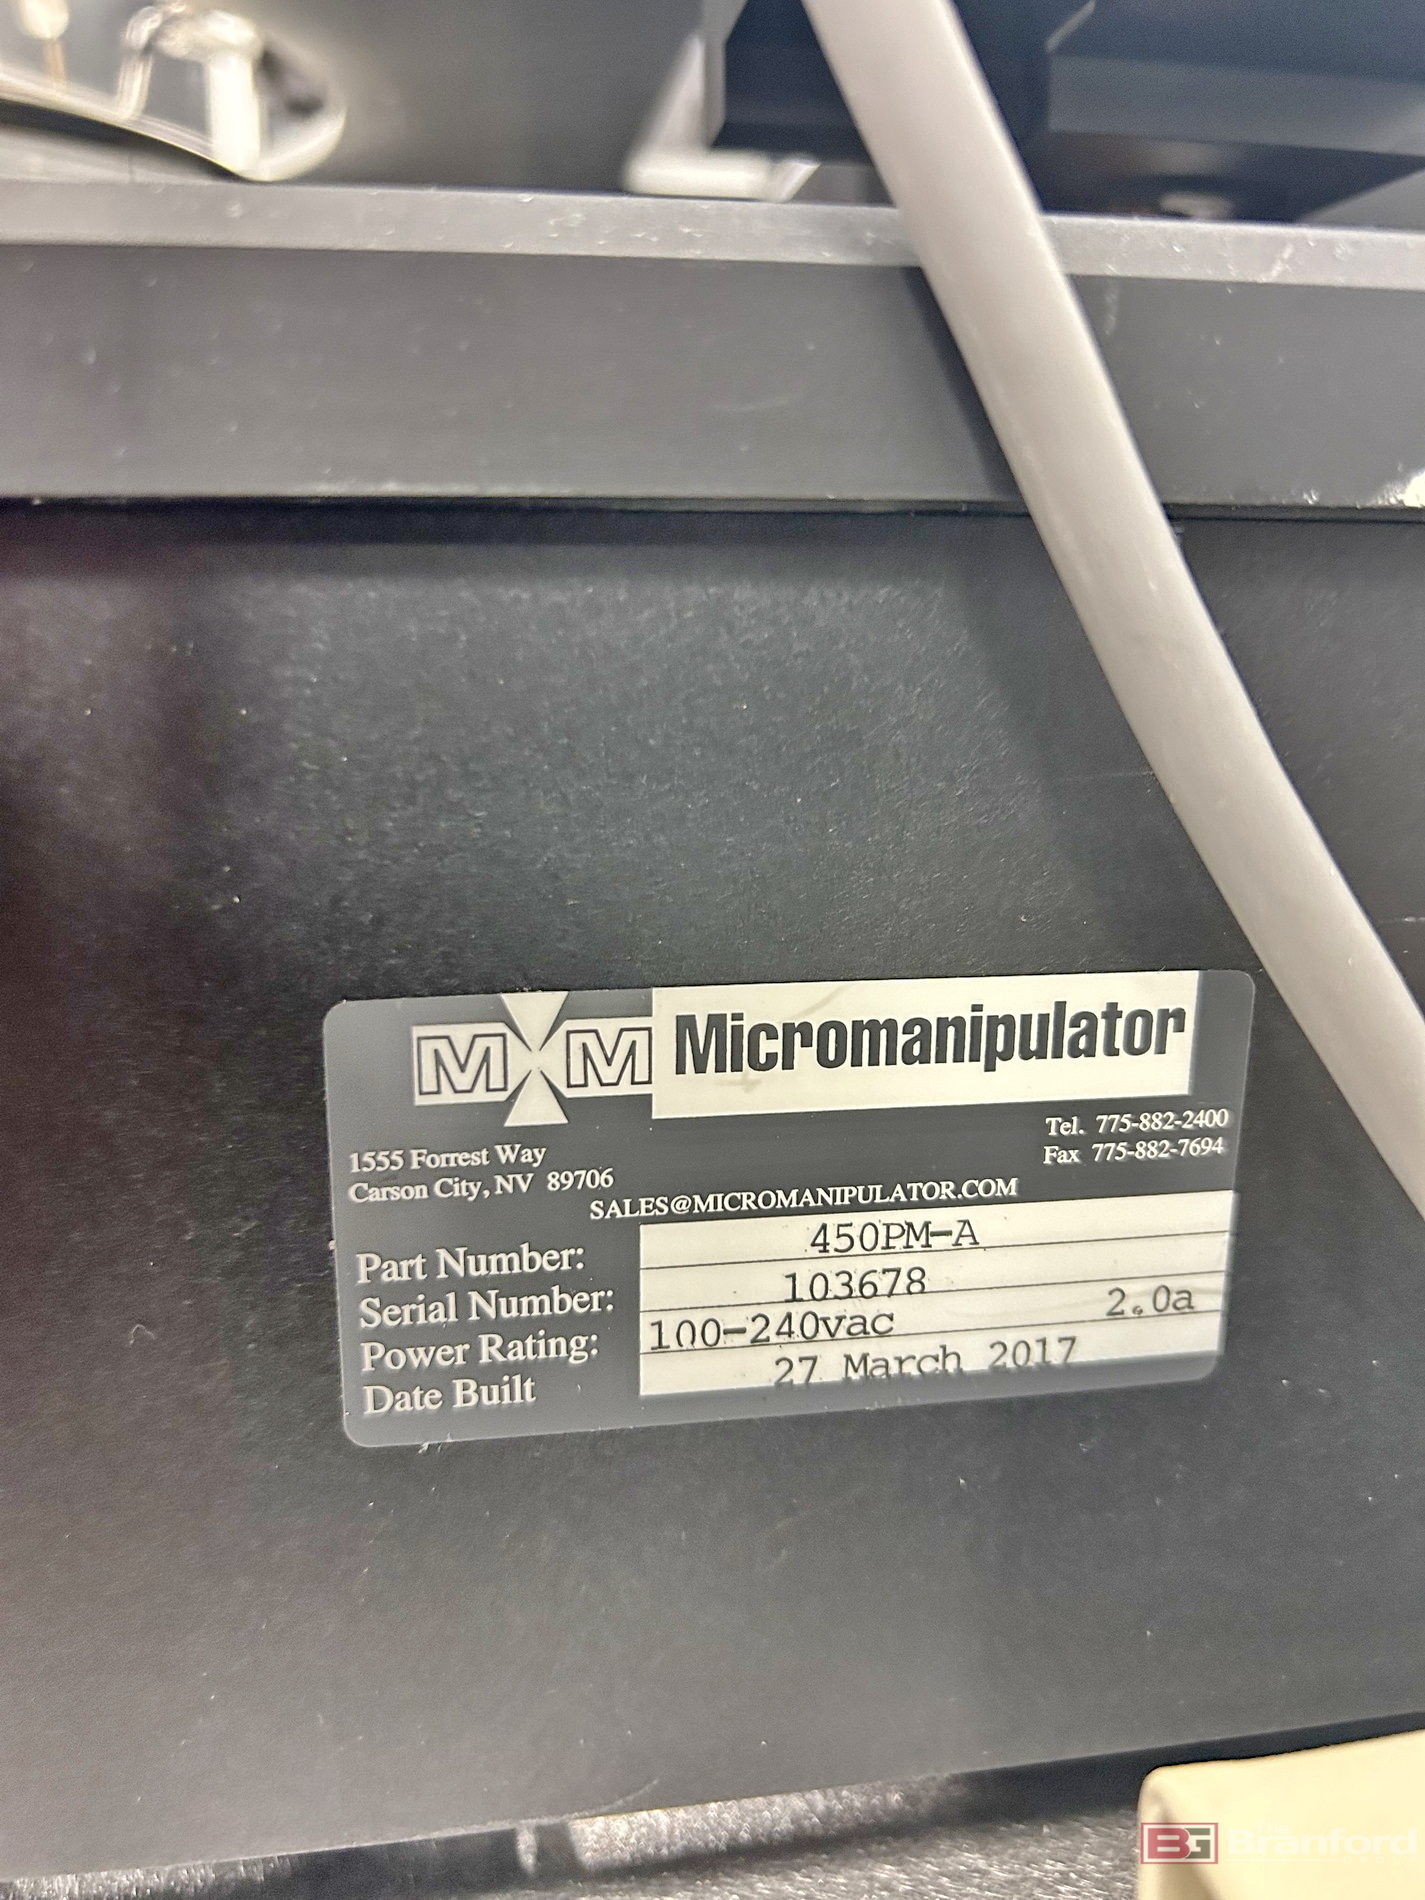 MM Micromanipulator
1555 Forrest Way
Carson City, NV 89706
Tel. 775-882-2400
Fax 775-882-7694
SALES@MICROMANIPULATOR.COM
Part Number: 450PM-A
Serial Number: 103678
Power Rating: 100-240vac 2.0a
Date Built 27 March 2017
BG The Branford